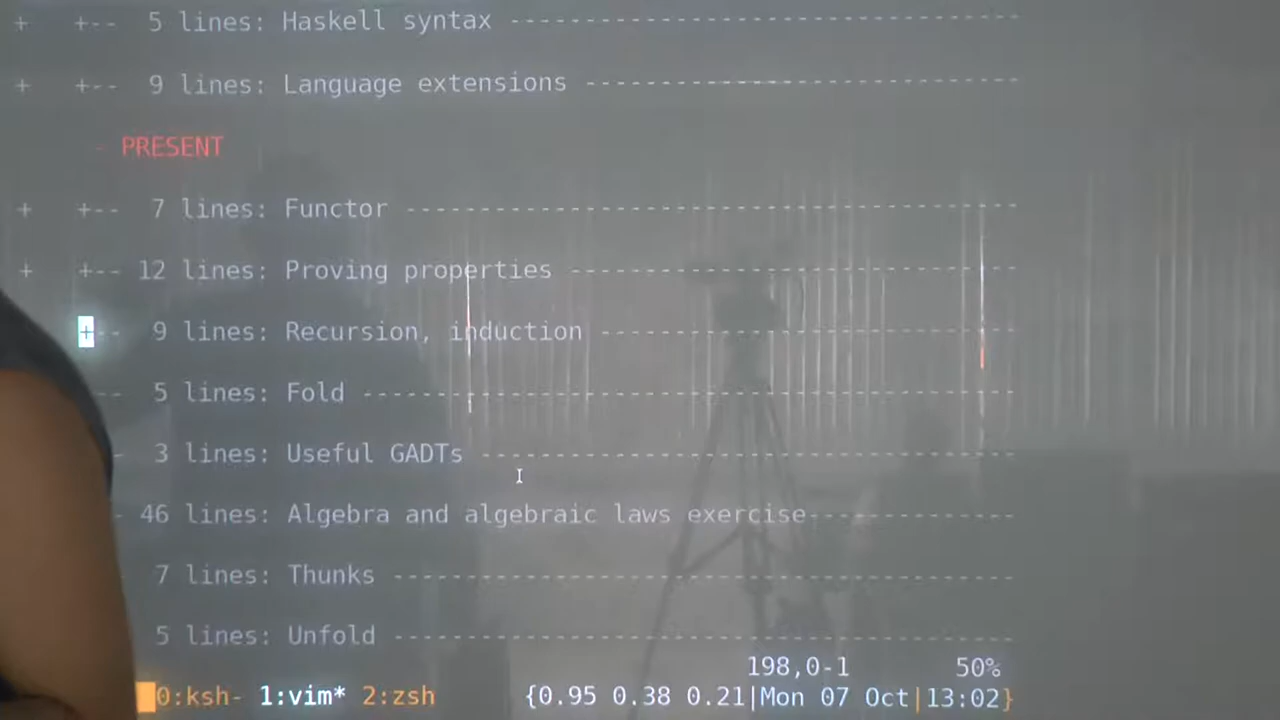 + +-- 5 lines: Haskell syntax ----------------------------------
+ +-- 9 lines: Language extensions -----------------------------
- PRESENT
+ +-- 7 lines: Functor -----------------------------------------
+ +-- 12 lines: Proving properties ------------------------------
+-- 9 lines: Recursion, induction ----------------------------
-- 5 lines: Fold --------------------------------------------
- 3 lines: Useful GADTs ------------------------------------
- 46 lines: Algebra and algebraic laws exercise--------------
7 lines: Thunks ------------------------------------------
5 lines: Unfold ------------------------------------------
198,0-1 50%
0:ksh- 1:vim* 2:zsh {0.95 0.38 0.21|Mon 07 Oct|13:02}